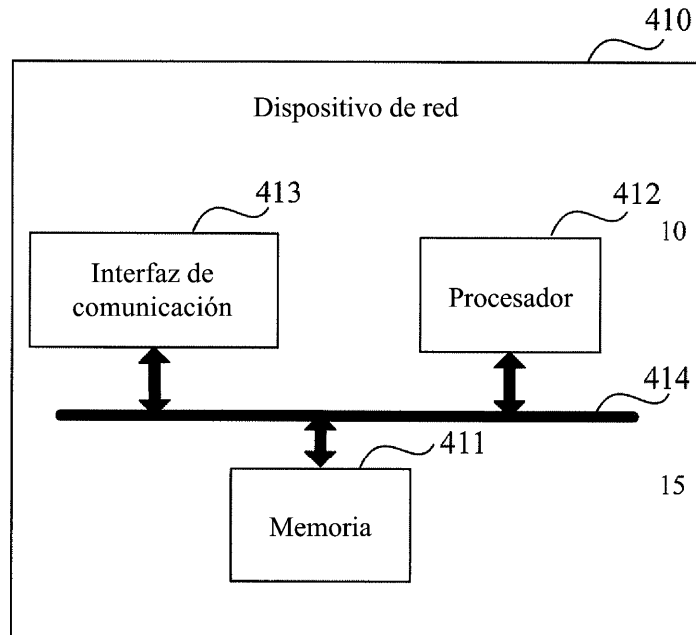 410
Dispositivo de red
413
412
10
Interfaz de
comunicación
Procesador
414
411
15
Memoria